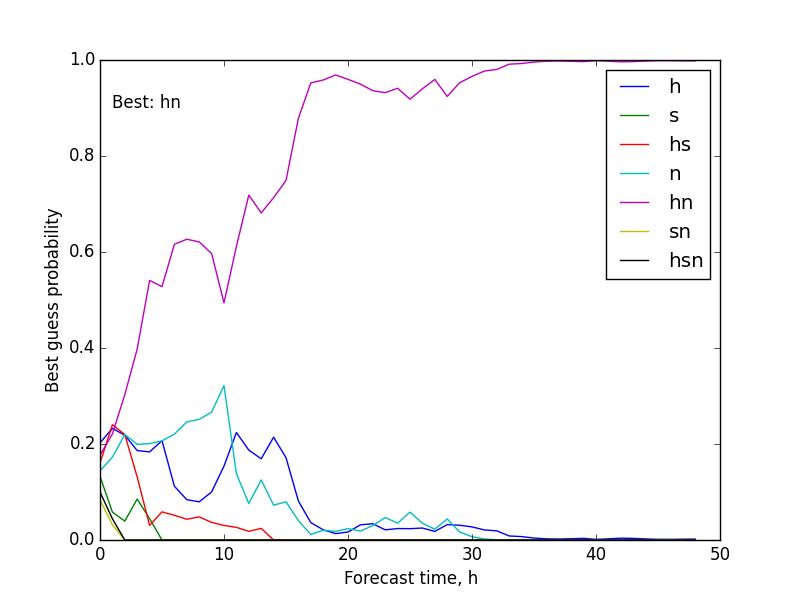 1.0
Best: hn
0.8
0.6
0.4
0.2
0.0
Best guess probability
h
s
hs
n
hn
sn
hsn
0 10 20 30 40 50
Forecast time, h